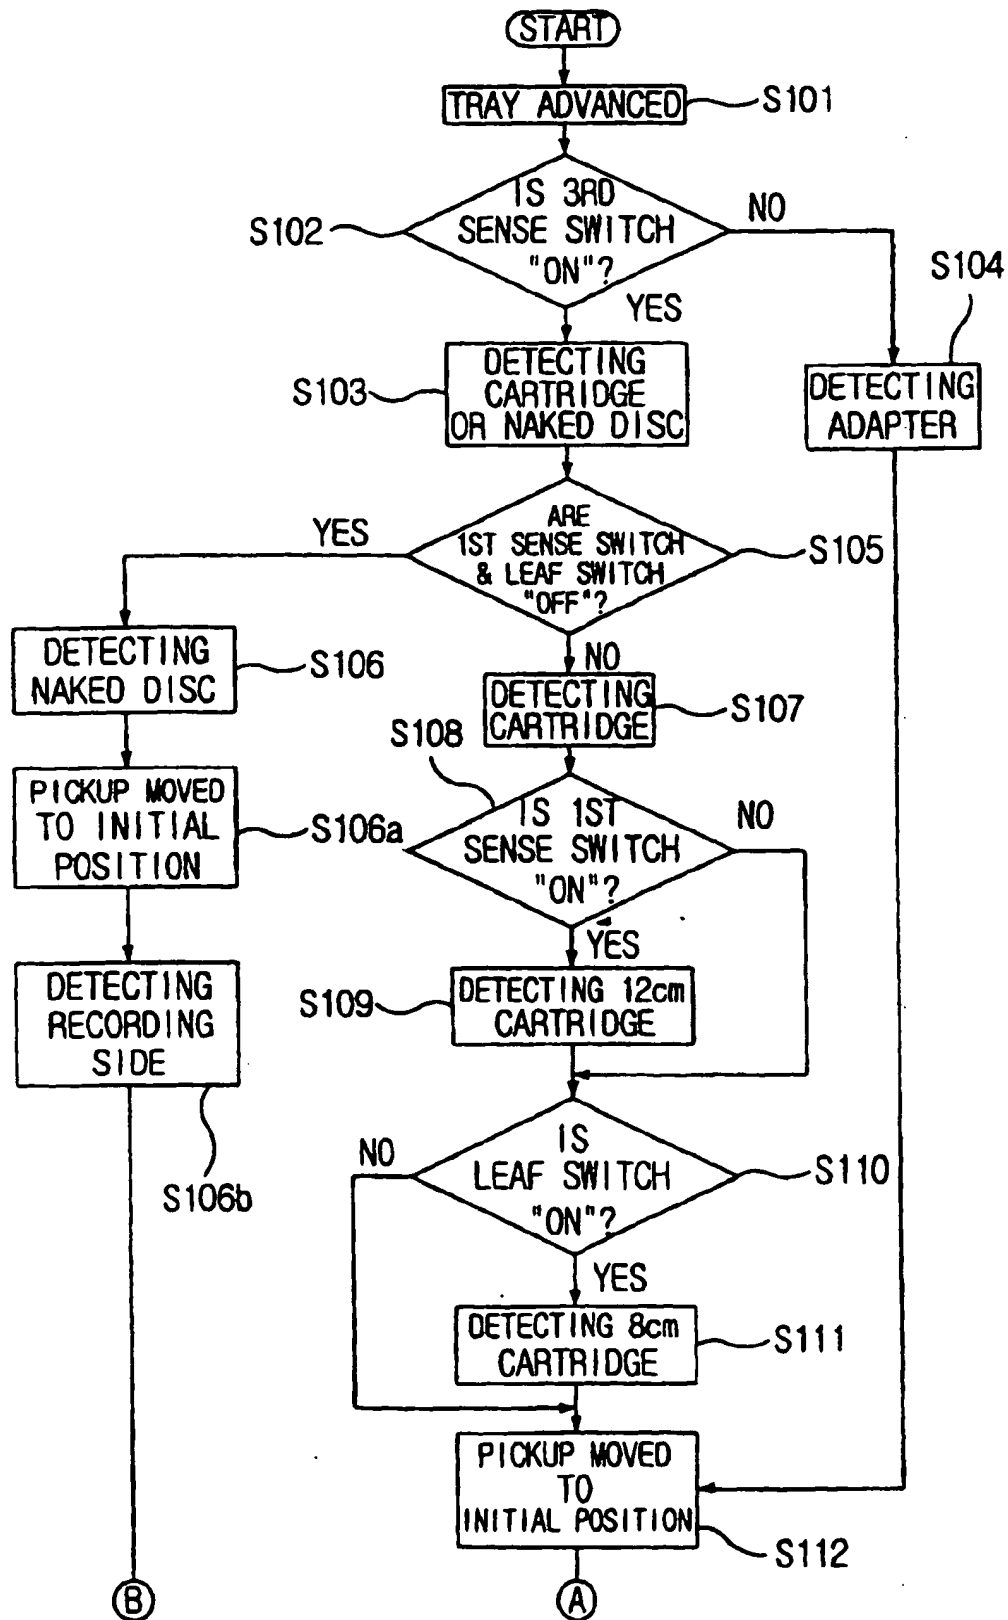 START
TRAY ADVANCED
S101
IS 3RD
SENSE SWITCH
"ON"?
S102
NO
YES
S104
DETECTING
CARTRIDGE
OR NAKED DISC
S103
DETECTING
ADAPTER
ARE
1ST SENSE SWITCH
& LEAF SWITCH
"OFF"?
YES
S105
NO
DETECTING
NAKED DISC
S106
DETECTING
CARTRIDGE
S107
PICKUP MOVED
TO INITIAL
POSITION
S106a
S108
IS 1ST
SENSE SWITCH
"ON"?
NO
YES
DETECTING
RECORDING
SIDE
S106b
S109
DETECTING 12cm
CARTRIDGE
IS
LEAF SWITCH
"ON"?
NO
S110
YES
DETECTING 8cm
CARTRIDGE
S111
PICKUP MOVED
TO
INITIAL POSITION
S112
B
A